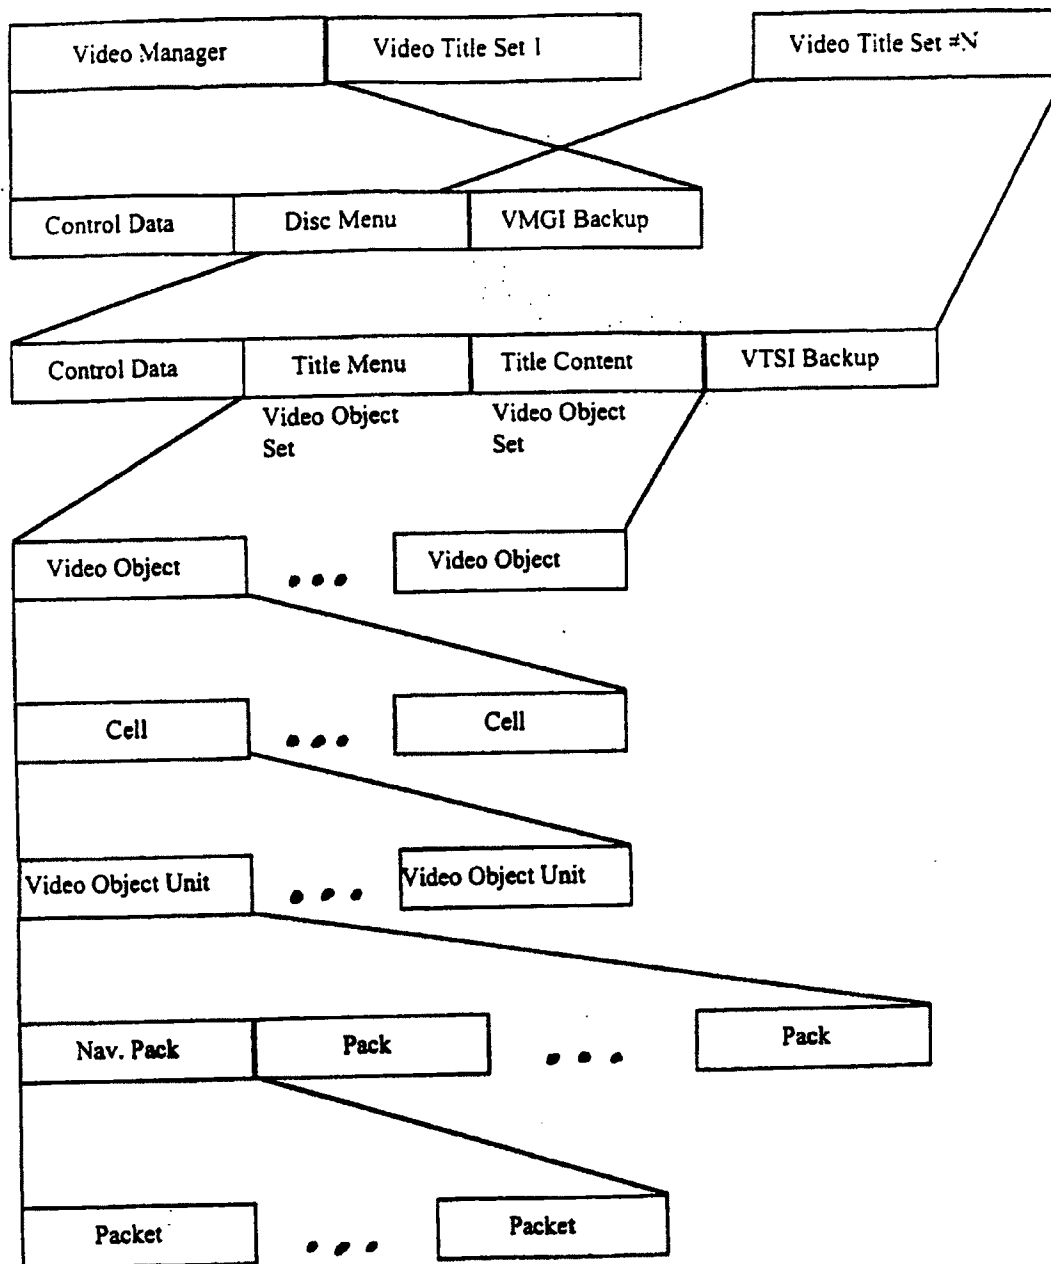 Video Manager
Video Title Set 1
Video Title Set #N
Control Data
Disc Menu
VMGI Backup
Control Data
Title Menu
Title Content
VTSI Backup
Video Object
Set
Video Object
Set
Video Object
Video Object
Cell
Cell
Video Object Unit
Video Object Unit
Nav. Pack
Pack
Pack
Packet
Packet